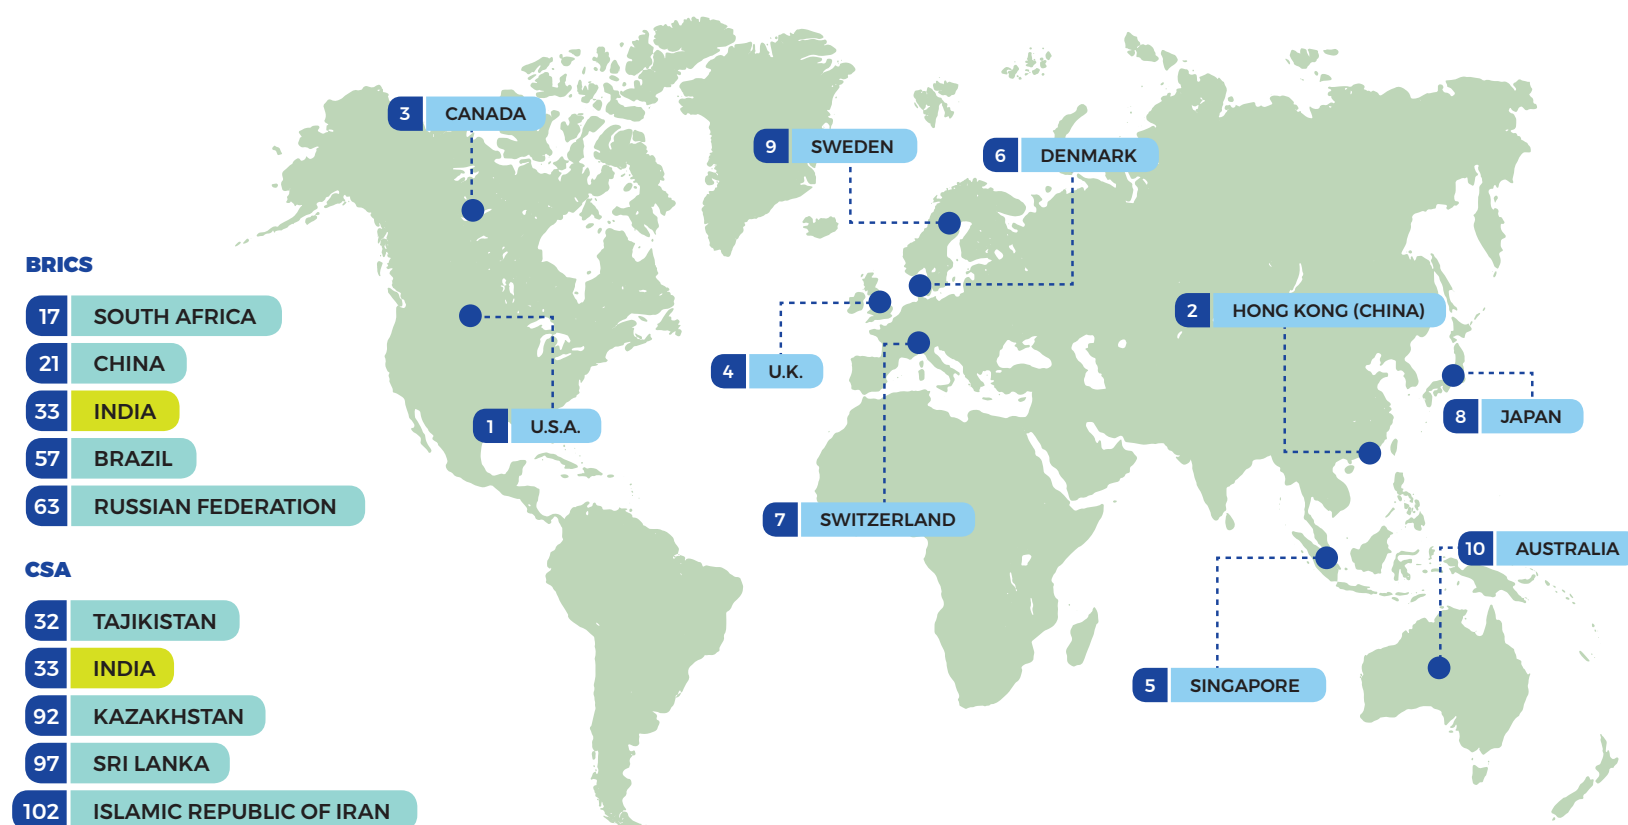 3 CANADA
9 SWEDEN
6 DENMARK
BRICS
17 SOUTH AFRICA
21 CHINA
33 INDIA
57 BRAZIL
63 RUSSIAN FEDERATION
2 HONG KONG (CHINA)
4 U.K.
1 U.S.A.
8 JAPAN
7 SWITZERLAND
10 AUSTRALIA
5 SINGAPORE
CSA
32 TAJIKISTAN
33 INDIA
92 KAZAKHSTAN
97 SRI LANKA
102 ISLAMIC REPUBLIC OF IRAN